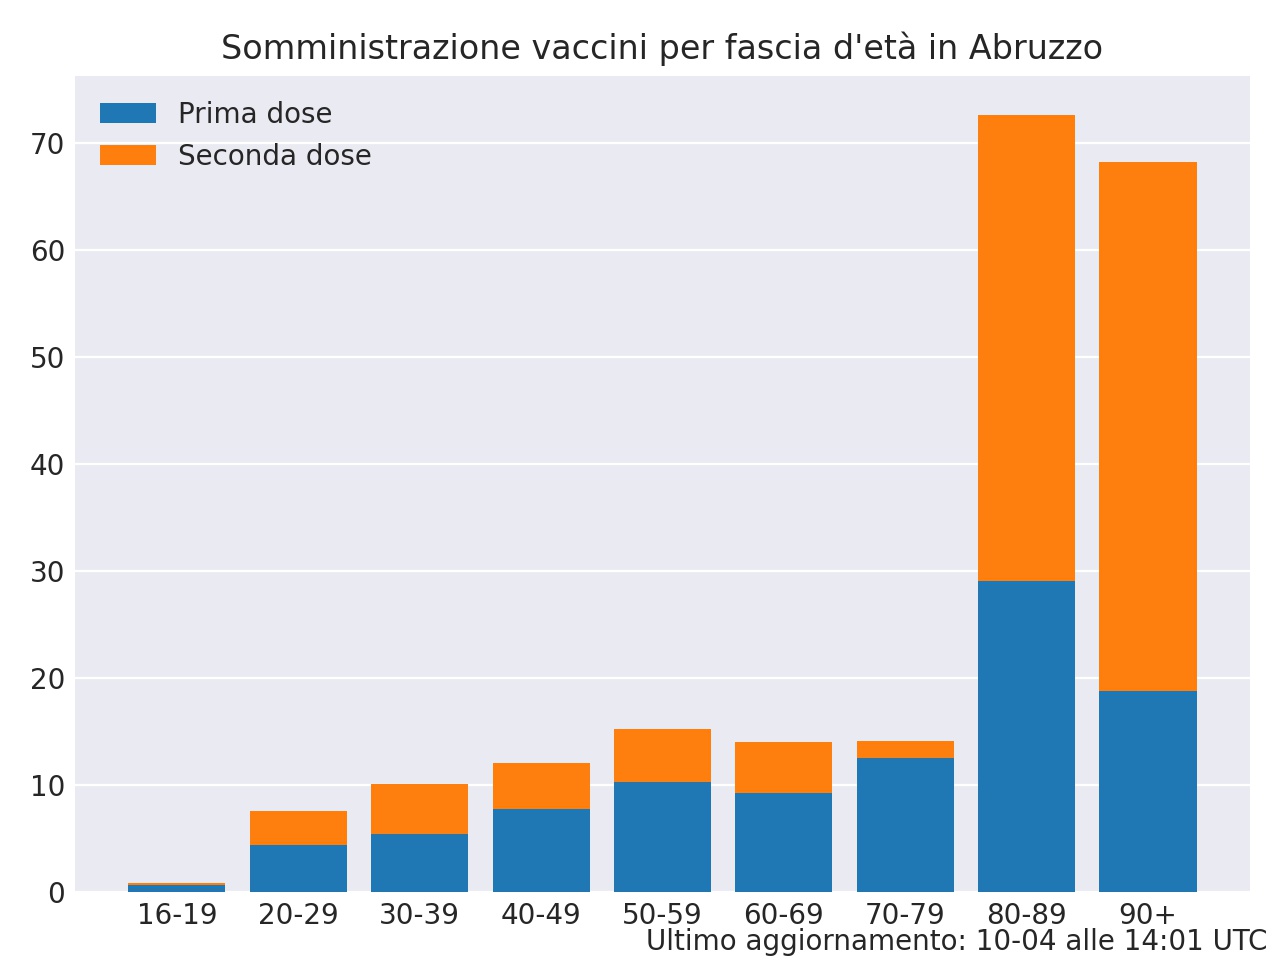 Somministrazione vaccini per fascia d'età in Abruzzo
Prima dose
Seconda dose
70
60
50
40
30
20
10
0
16-19 20-29 30-39 40-49 50-59 60-69 70-79 80-89 90+
Ultimo aggiornamento: 10-04 alle 14:01 UTC